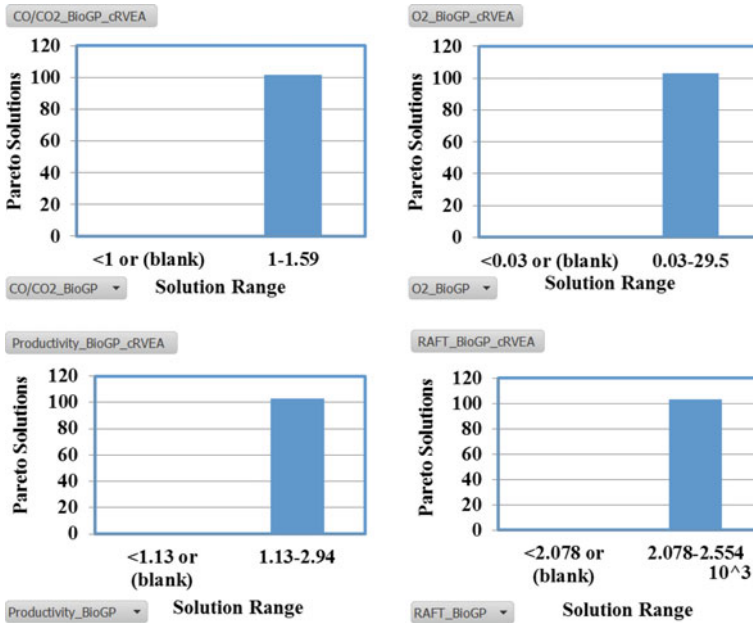 CO/CO2_BioGP_cRVEA
120
100
80
60
40
20
0
Pareto Solutions
<1 or (blank) 1-1.59
CO/CO2_BioGP
Solution Range
O2_BioGP_cRVEA
120
100
80
60
40
20
0
Pareto Solutions
<0.03 or (blank) 0.03-29.5
O2_BioGP
Solution Range
Productivity_BioGP_cRVEA
120
100
80
60
40
20
0
Pareto Solutions
<1.13 or 1.13-2.94
(blank)
Productivity_BioGP
Solution Range
RAFT_BioGP_cRVEA
120
100
80
60
40
20
0
Pareto Solutions
<2.078 or 2.078-2.554
(blank) 10^3
RAFT_BioGP
Solution Range